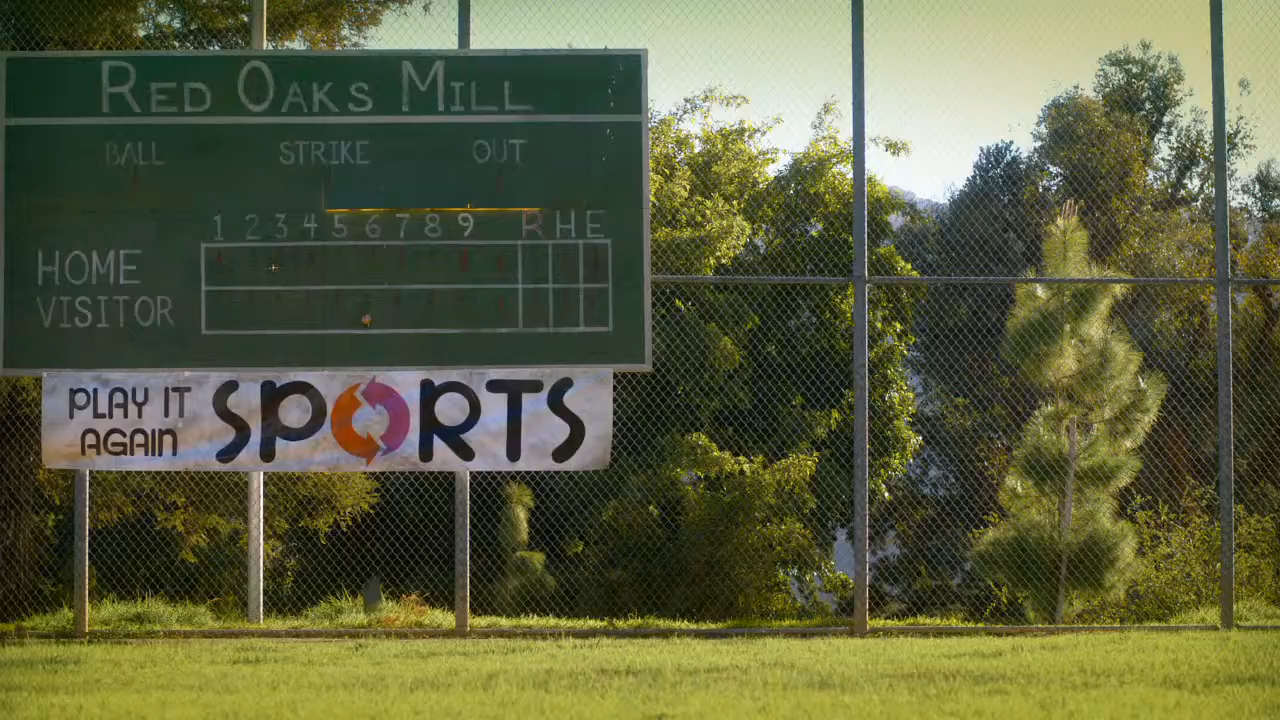 RED OAKS MILL
BALL STRIKE OUT
1 2 3 4 5 6 7 8 9 R H E
HOME
VISITOR
PLAY IT AGAIN SPORTS